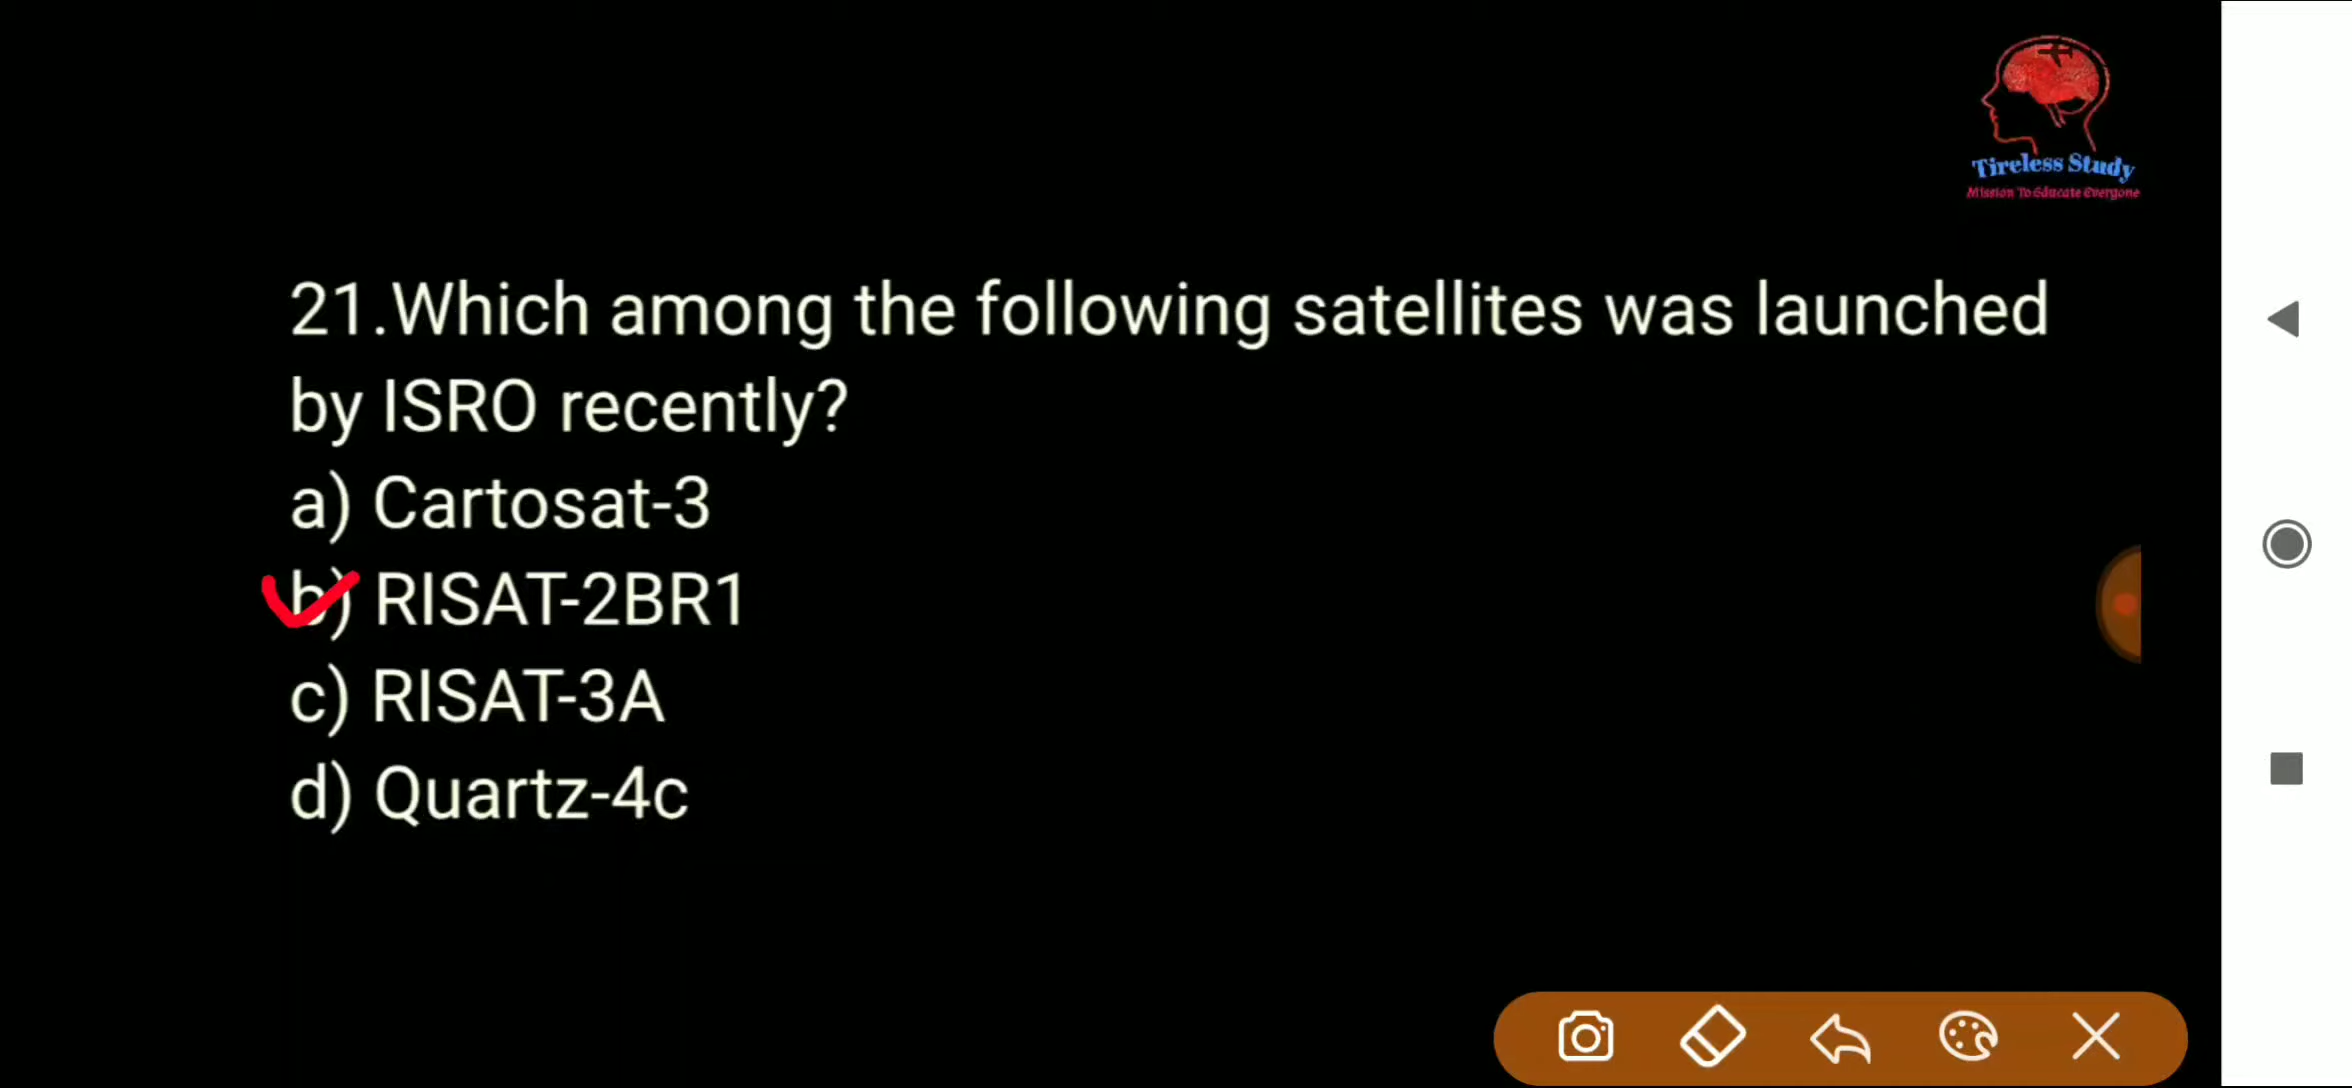 Tireless Study
Mission To Educate Everyone
21.Which among the following satellites was launched
by ISRO recently?
a) Cartosat-3
b) RISAT-2BR1
c) RISAT-3A
d) Quartz-4c